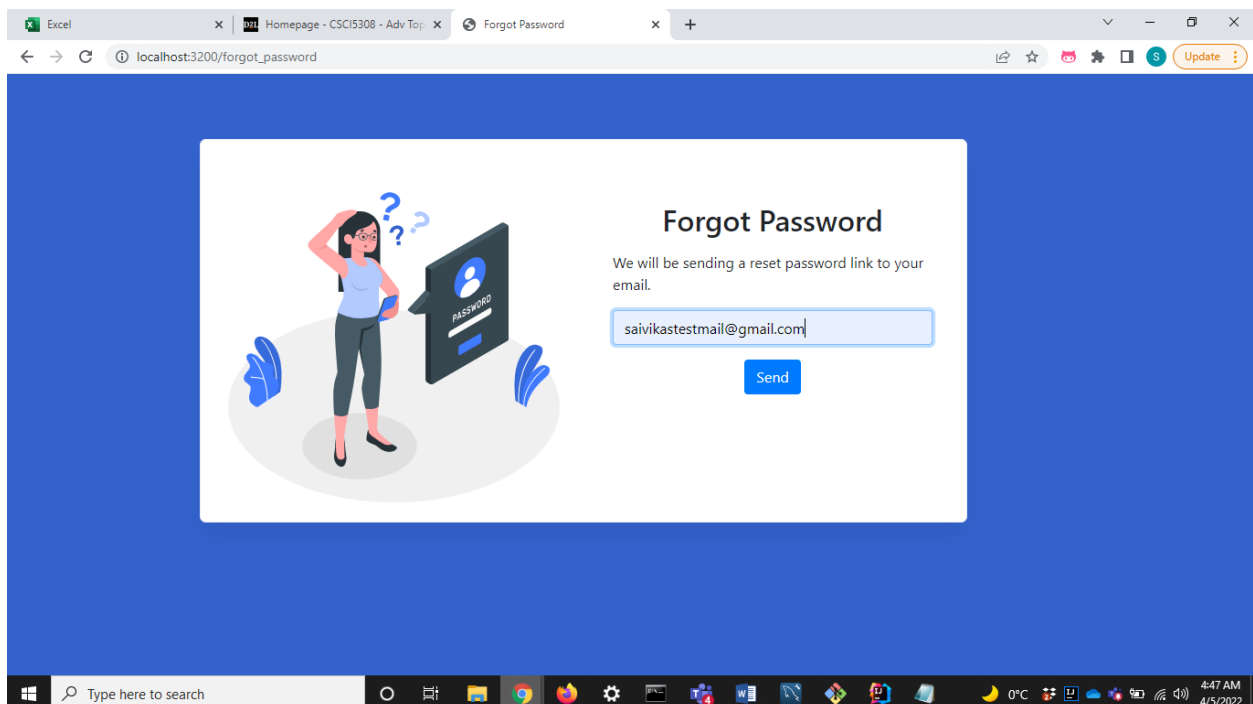 Excel
D2L Homepage - CSCI5308 - Adv Top
Forgot Password
localhost:3200/forgot_password
S
Update
? ? ?
PASSWORD
Forgot Password
We will be sending a reset password link to your
email.
saivikastestmail@gmail.com
Send
Type here to search
4
0°C
4:47 AM
4/5/2022